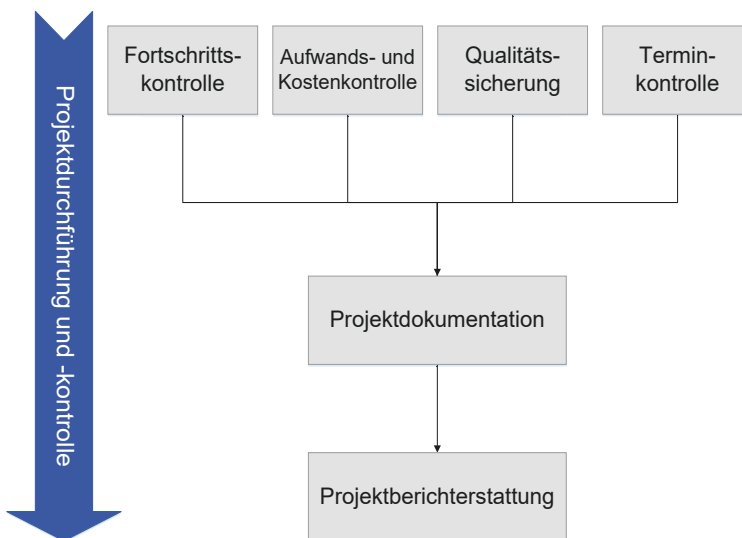 Projektdurchführung und -kontrolle
Fortschritts-
kontrolle
Aufwands- und
Kostenkontrolle
Qualitäts-
sicherung
Termin-
kontrolle
Projektdokumentation
Projektberichterstattung